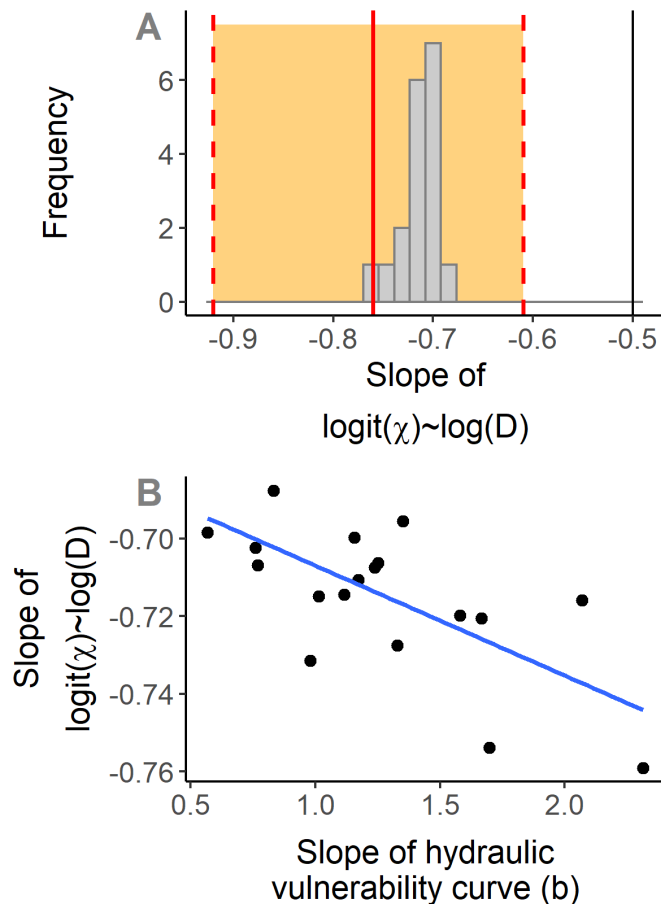 A
Frequency
6
4
2
0
-0.9 -0.8 -0.7 -0.6 -0.5
Slope of
logit(χ)~log(D)
B
Slope of
logit(χ)~log(D)
-0.70
-0.72
-0.74
-0.76
0.5 1.0 1.5 2.0
Slope of hydraulic
vulnerability curve (b)